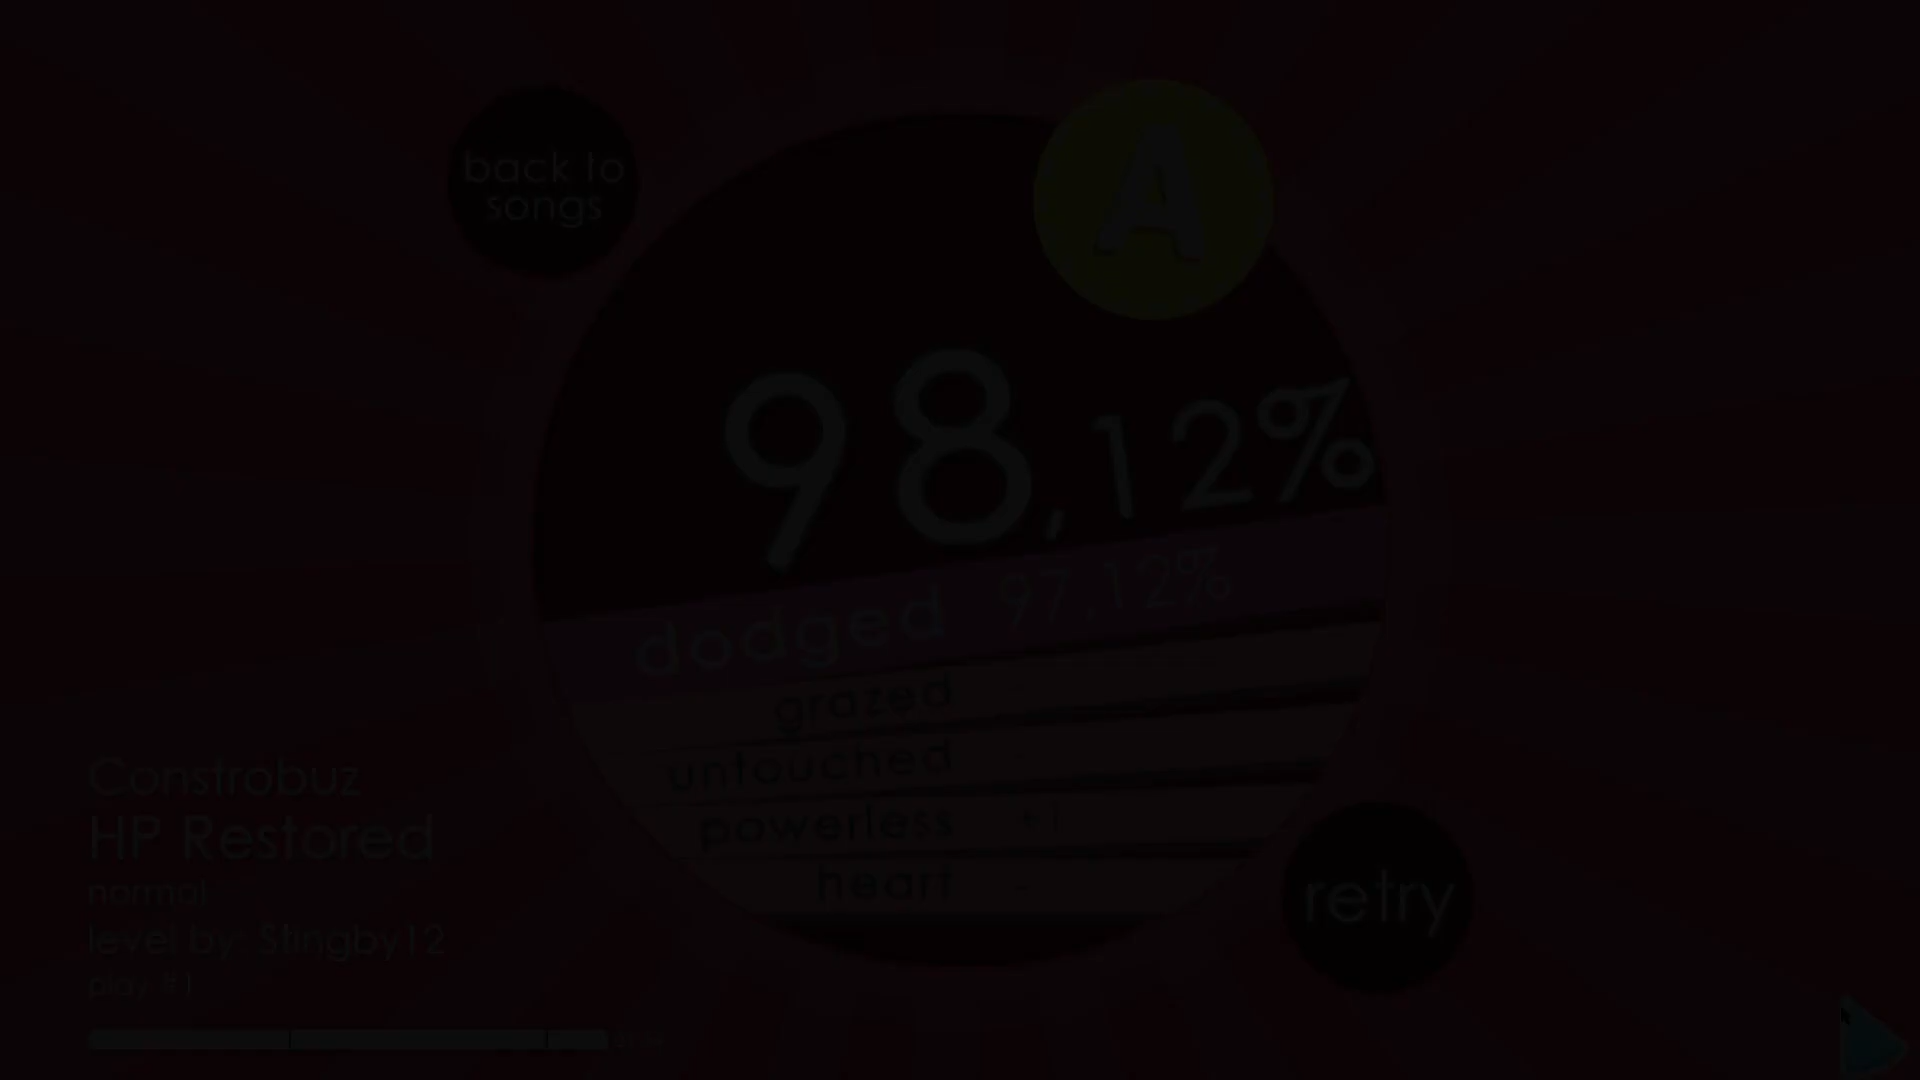 back to
songs
A
98,12%
dodged 97,12%
grazed -
untouched -
powerless +1
heart -
Constrobuz
HP Restored
normal
level by: Stingby12
play #1
retry